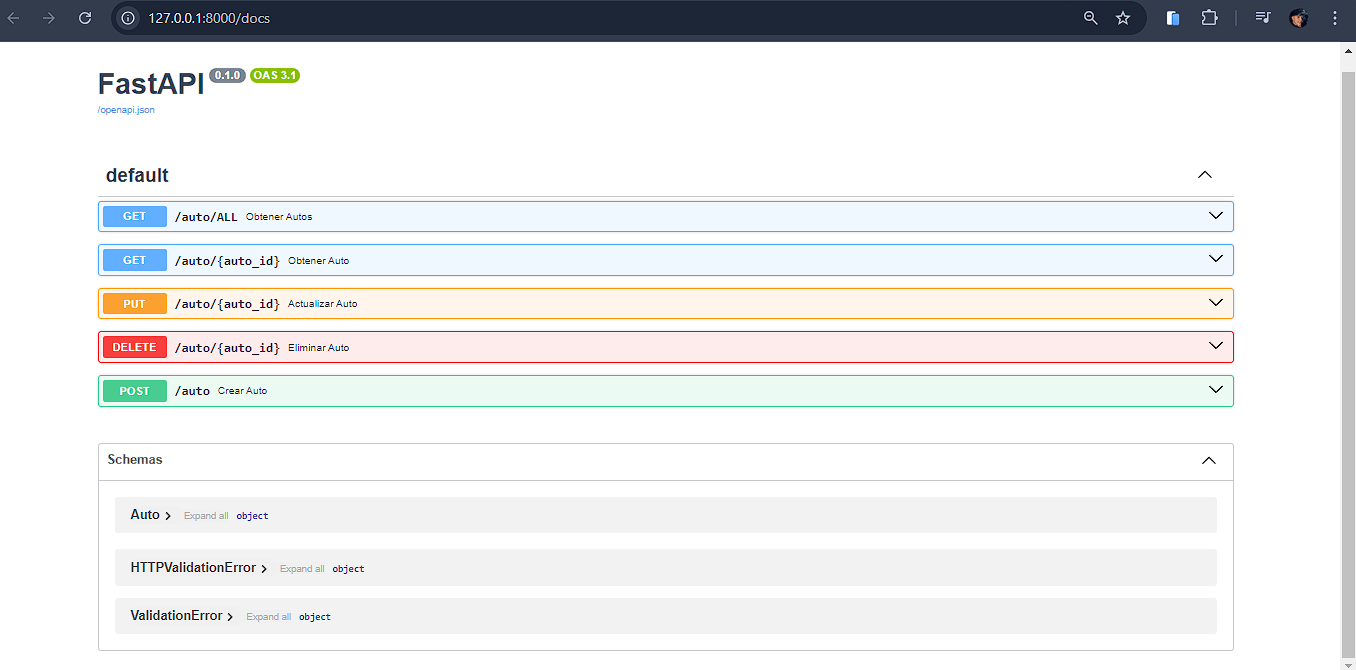 127.0.0.1:8000/docs
FastAPI 0.1.0 OAS 3.1
/openapi.json
default
GET /auto/ALL Obtener Autos
GET /auto/{auto_id} Obtener Auto
PUT /auto/{auto_id} Actualizar Auto
DELETE /auto/{auto_id} Eliminar Auto
POST /auto Crear Auto
Schemas
Auto Expand all object
HTTPValidationError Expand all object
ValidationError Expand all object